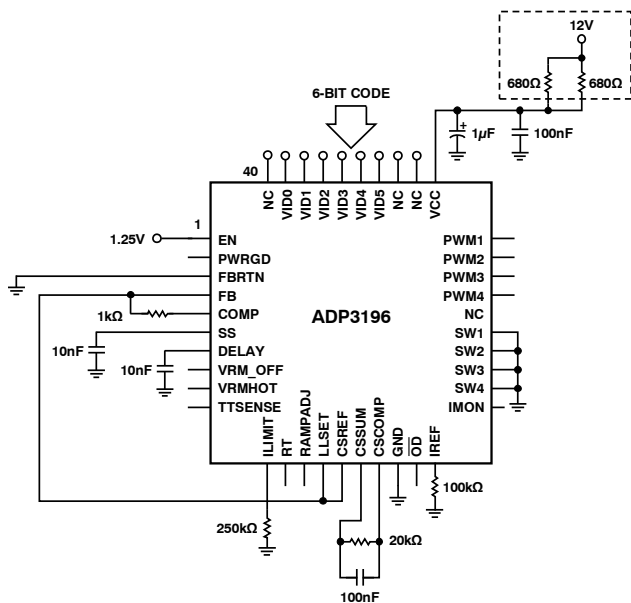 12V
680Ω
680Ω
6-BIT CODE
+
1µF
100nF
40
NC
VID0
VID1
VID2
VID3
VID4
VID5
NC
NC
VCC
1
1.25V
EN
PWRGD
FBRTN
FB
COMP
SS
DELAY
VRM_OFF
VRMHOT
TTSENSE
1kΩ
10nF
10nF
ADP3196
PWM1
PWM2
PWM3
PWM4
NC
SW1
SW2
SW3
SW4
IMON
ILIMIT
RT
RAMPADJ
LLSET
CSREF
CSSUM
CSCOMP
GND
OD
IREF
250kΩ
100kΩ
20kΩ
100nF